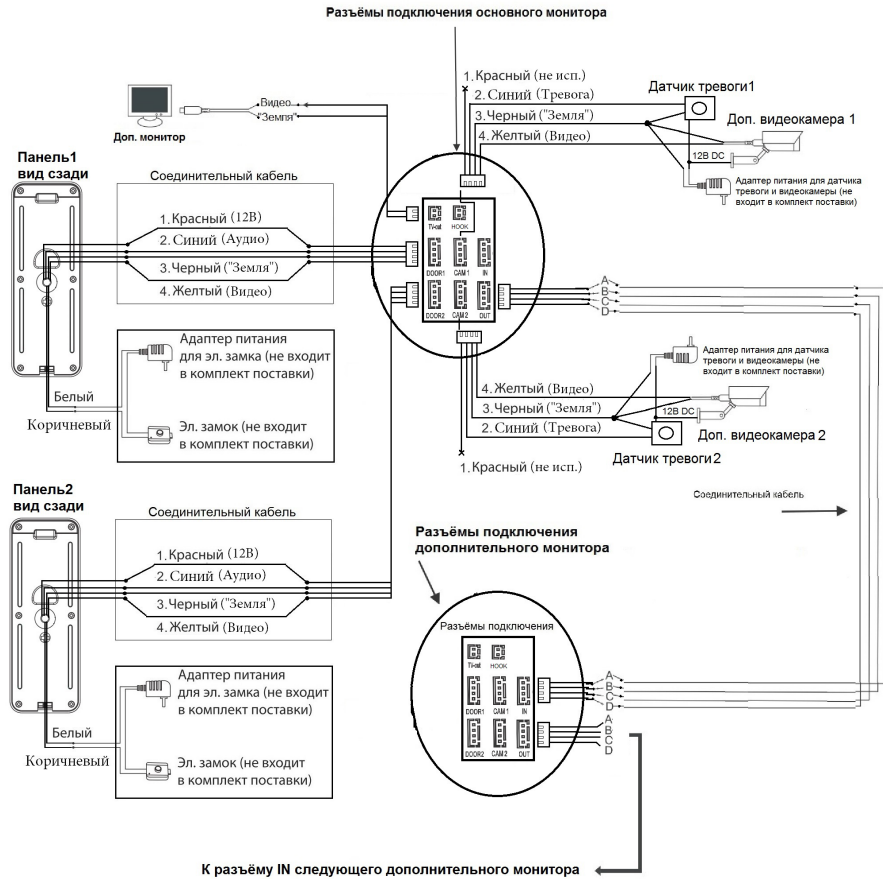 Разъёмы подключения основного монитора
1.Красный (не исп.)
2. Синий (Тревога)
3.Черный ("Земля")
4.Желтый (Видео)
Датчик тревоги1
Доп. видеокамера 1
12В DC
Адаптер питания для датчика
тревоги и видеокамеры (не
входит в комплект поставки)
Видео
"Земля"
Доп. монитор
Панель1
вид сзади
Соединительный кабель
1.Красный (12В)
2. Синий (Аудио)
3.Черный ("Земля")
4.Желтый (Видео)
HOOK
DOOR1
CAM 1
IN
DOOR2
CAM 2
OUT
A
B
C
D
Адаптер питания
для эл. замка (не входит
в комплект поставки)
Белый
Коричневый
Эл. замок (не входит
в комплект поставки)
Адаптер питания для датчика
тревоги и видеокамеры (не
входит в комплект поставки)
4.Желтый (Видео)
3.Черный ("Земля")
2. Синий (Тревога)
1.Красный (не исп.)
12В DC
Доп. видеокамера 2
Датчик тревоги2
Соединительный кабель
Панель2
вид сзади
Соединительный кабель
1.Красный (12В)
2. Синий (Аудио)
3.Черный ("Земля")
4.Желтый (Видео)
Разъёмы подключения
дополнительного монитора
Разъёмы подключения
HOOK
DOOR1
CAM 1
IN
DOOR2
CAM 2
OUT
A
B
C
D
A
B
C
D
Адаптер питания
для эл. замка (не входит
в комплект поставки)
Белый
Коричневый
Эл. замок (не входит
в комплект поставки)
К разъёму IN следующего дополнительного монитора